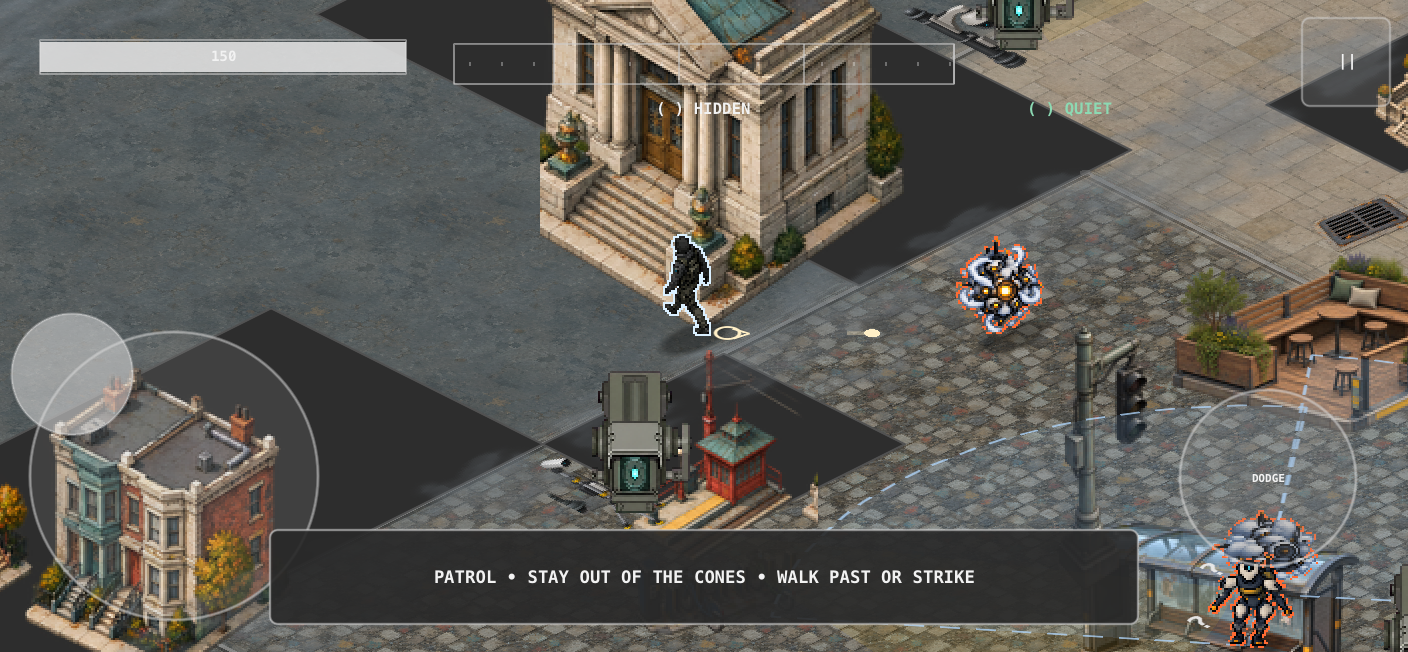 150
( ) HIDDEN
( ) QUIET
DODGE
PATROL • STAY OUT OF THE CONES • WALK PAST OR STRIKE